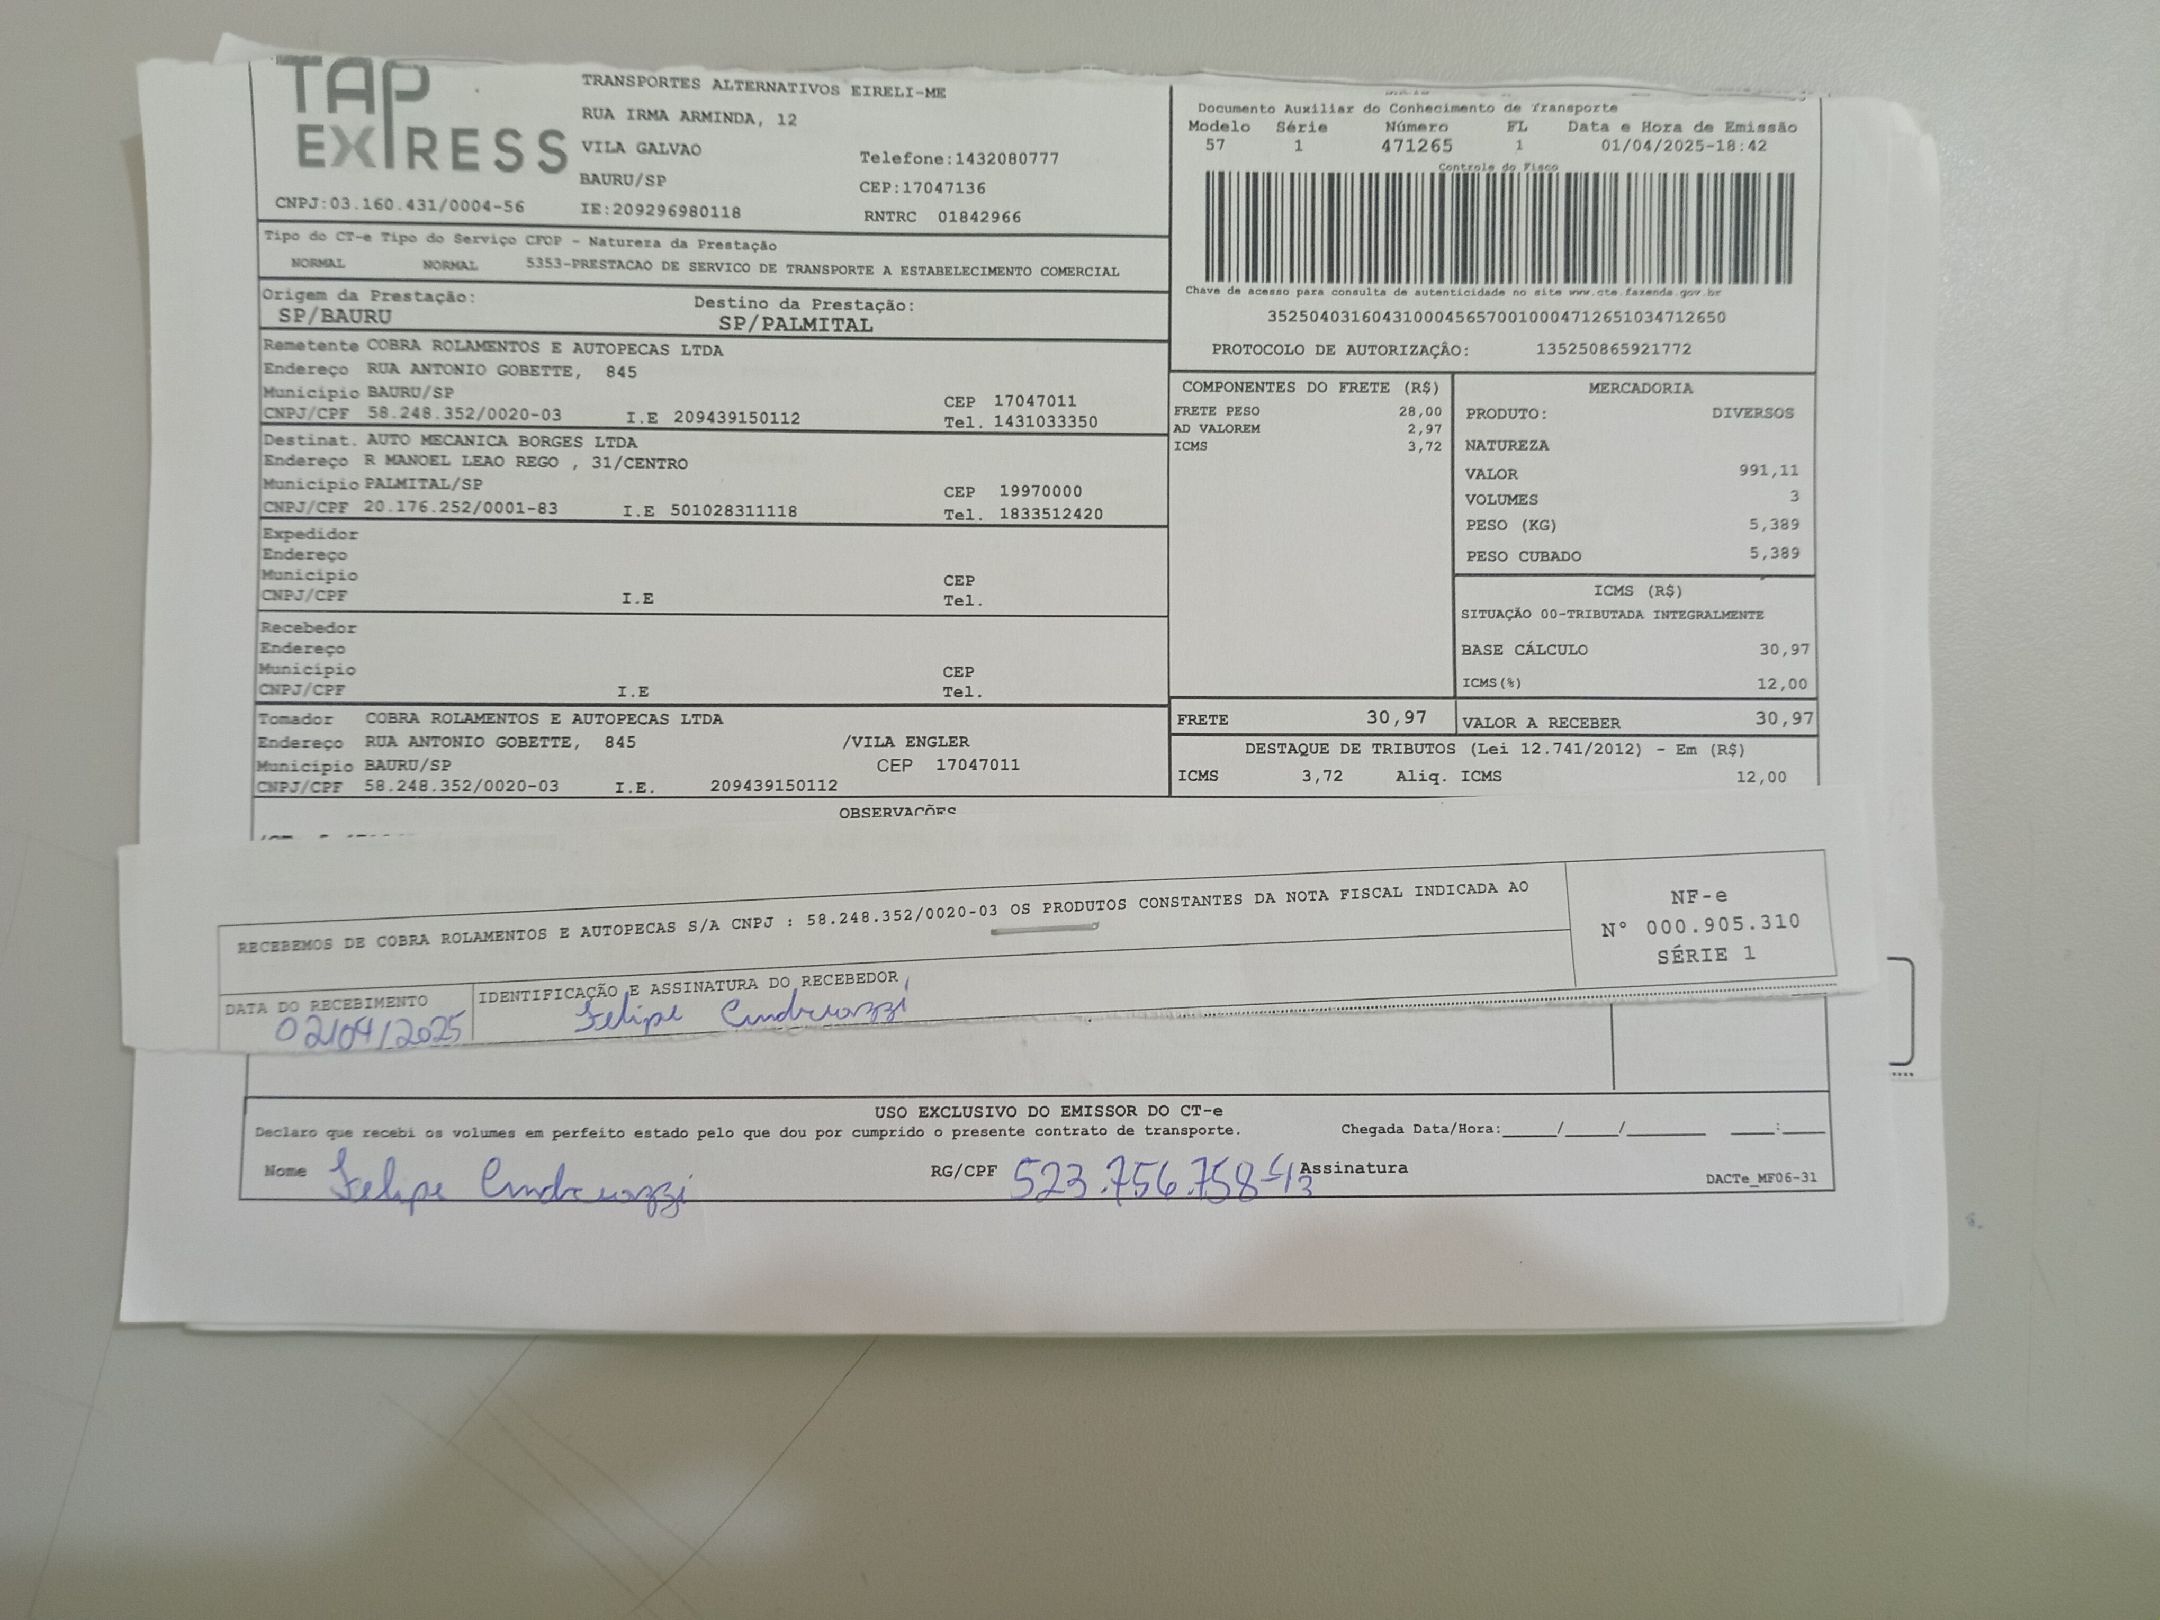 TAP EXPRESS
TRANSPORTES ALTERNATIVOS EIRELI-ME
RUA IRMA ARMINDA, 12
VILA GALVAO
Telefone:1432080777
BAURU/SP
CEP:17047136
CNPJ:03.160.431/0004-56 IE:209296980118 RNTRC 01842966
Documento Auxiliar do Conhecimento de Transporte
Modelo Série Número FL Data e Hora de Emissão
57 1 471265 1 01/04/2025-18:42
Controle do Fisco
Chave de acesso para consulta de autenticidade no site www.cte.fazenda.gov.br
35250403160431000456570010004712651034712650
PROTOCOLO DE AUTORIZAÇÂO: 135250865921772
Tipo do CT-e Tipo do Serviço CFOP - Natureza da Prestação
NORMAL NORMAL 5353-PRESTACAO DE SERVICO DE TRANSPORTE A ESTABELECIMENTO COMERCIAL
Origem da Prestação: Destino da Prestação:
SP/BAURU SP/PALMITAL
Remetente COBRA ROLAMENTOS E AUTOPECAS LTDA
Endereço RUA ANTONIO GOBETTE, 845
Município BAURU/SP CEP 17047011
CNPJ/CPF 58.248.352/0020-03 I.E 209439150112 Tel. 1431033350
Destinat. AUTO MECANICA BORGES LTDA
Endereço R MANOEL LEAO REGO , 31/CENTRO
Município PALMITAL/SP CEP 19970000
CNPJ/CPF 20.176.252/0001-83 I.E 501028311118 Tel. 1833512420
Expedidor
Endereço
Município CEP
CNPJ/CPF I.E Tel.
Recebedor
Endereço
Município CEP
CNPJ/CPF I.E Tel.
Tomador COBRA ROLAMENTOS E AUTOPECAS LTDA
Endereço RUA ANTONIO GOBETTE, 845 /VILA ENGLER
Município BAURU/SP CEP 17047011
CNPJ/CPF 58.248.352/0020-03 I.E. 209439150112
COMPONENTES DO FRETE (R$)
FRETE PESO 28,00
AD VALOREM 2,97
ICMS 3,72
MERCADORIA
PRODUTO: DIVERSOS
NATUREZA
VALOR 991,11
VOLUMES 3
PESO (KG) 5,389
PESO CUBADO 5,389
ICMS (R$)
SITUAÇÃO 00-TRIBUTADA INTEGRALMENTE
BASE CÁLCULO 30,97
ICMS(%) 12,00
FRETE 30,97 VALOR A RECEBER 30,97
DESTAQUE DE TRIBUTOS (Lei 12.741/2012) - Em (R$)
ICMS 3,72 Aliq. ICMS 12,00
OBSERVAÇÕES
RECEBEMOS DE COBRA ROLAMENTOS E AUTOPECAS S/A CNPJ : 58.248.352/0020-03 OS PRODUTOS CONSTANTES DA NOTA FISCAL INDICADA AO
NF-e
N° 000.905.310
SÉRIE 1
DATA DO RECEBIMENTO IDENTIFICAÇÃO E ASSINATURA DO RECEBEDOR
02/04/2025 Felipe
USO EXCLUSIVO DO EMISSOR DO CT-e
Declaro que recebi os volumes em perfeito estado pelo que dou por cumprido o presente contrato de transporte. Chegada Data/Hora:_____/_____/_______ ____:____
Nome Felipe RG/CPF 523.756.758-43 Assinatura
DACTe_MF06-31